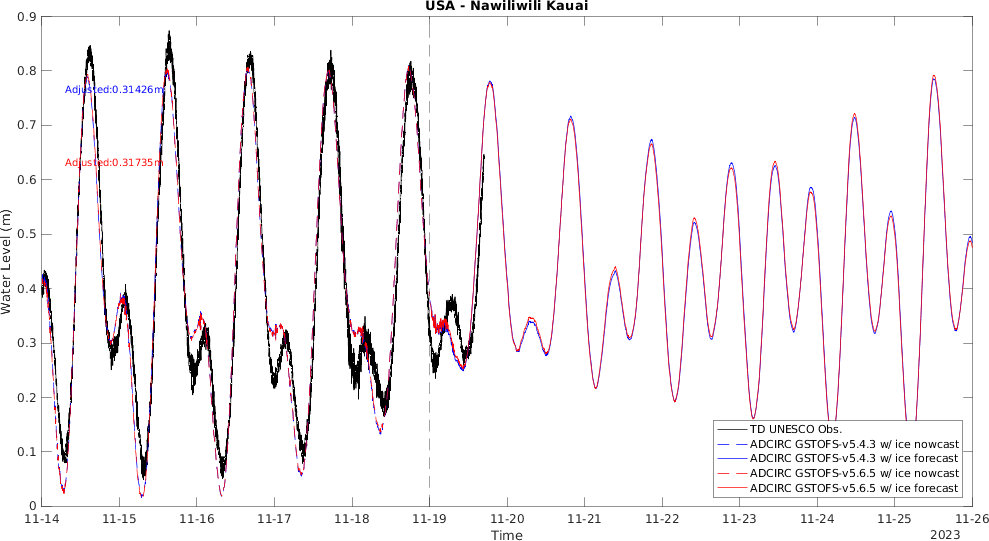 USA - Nawiliwili Kauai
0.9
0.8
0.7
0.6
0.5
0.4
0.3
0.2
0.1
0
Water Level (m)
Adjusted:0.31426m
Adjusted:0.31735m
TD UNESCO Obs.
ADCIRC GSTOFS-v5.4.3 w/ ice nowcast
ADCIRC GSTOFS-v5.4.3 w/ ice forecast
ADCIRC GSTOFS-v5.6.5 w/ ice nowcast
ADCIRC GSTOFS-v5.6.5 w/ ice forecast
11-14 11-15 11-16 11-17 11-18 11-19 11-20 11-21 11-22 11-23 11-24 11-25 11-26
Time
2023